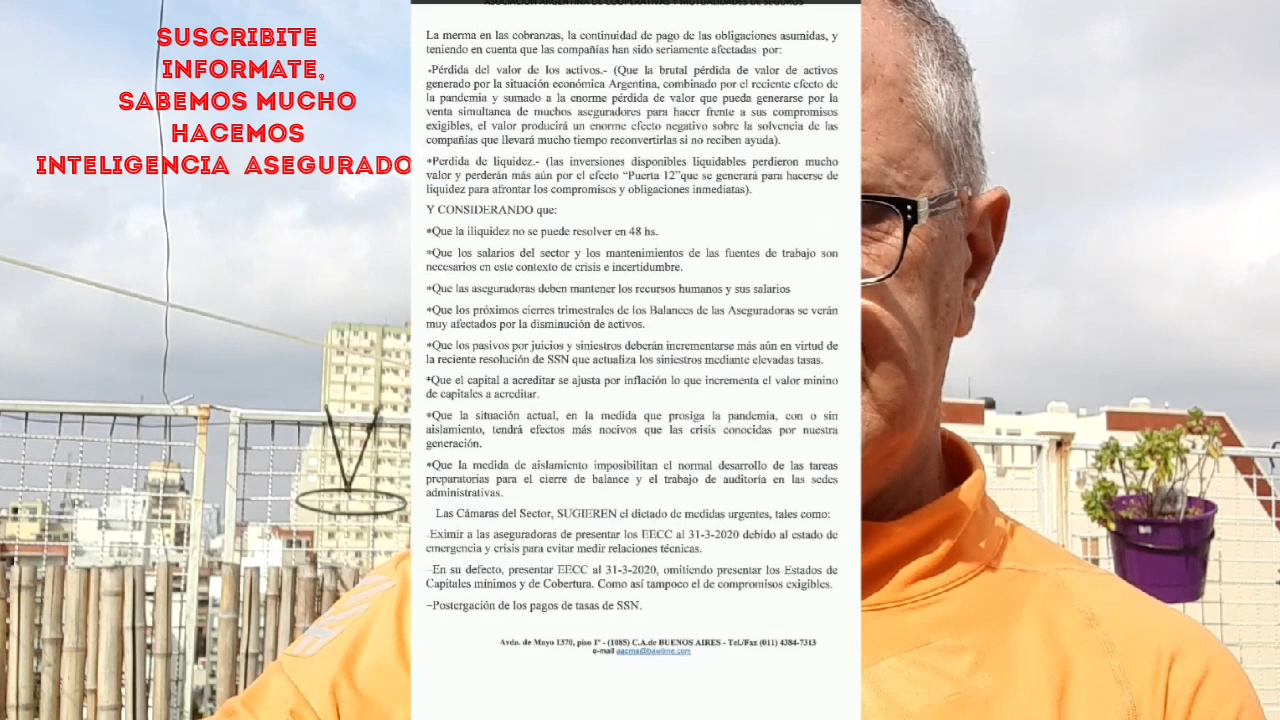 SUSCRIBITE
INFORMATE,
SABEMOS MUCHO
HACEMOS
INTELIGENCIA ASEGURADO
ASOCIACIÓN ARGENTINA DE COOPERATIVAS Y MUTUALIDADES DE SEGUROS
La merma en las cobranzas, la continuidad de pago de las obligaciones asumidas, y
teniendo en cuenta que las compañías han sido seriamente afectadas por:
-Pérdida del valor de los activos.- (Que la brutal pérdida de valor de activos
generado por la situación económica Argentina, combinado por el reciente efecto de
la pandemia y sumado a la enorme pérdida de valor que pueda generarse por la
venta simultanea de muchos aseguradores para hacer frente a sus compromisos
exigibles, el valor producirá un enorme efecto negativo sobre la solvencia de las
compañías que llevará mucho tiempo reconvertirlas si no reciben ayuda).
*Perdida de liquidez.- (las inversiones disponibles liquidables perdieron mucho
valor y perderán más aún por el efecto “Puerta 12”que se generará para hacerse de
liquidez para afrontar los compromisos y obligaciones inmediatas).
Y CONSIDERANDO que:
*Que la iliquidez no se puede resolver en 48 hs.
*Que los salarios del sector y los mantenimientos de las fuentes de trabajo son
necesarios en este contexto de crisis e incertidumbre.
*Que las aseguradoras deben mantener los recursos humanos y sus salarios
*Que los próximos cierres trimestrales de los Balances de las Aseguradoras se verán
muy afectados por la disminución de activos.
*Que los pasivos por juicios y siniestros deberán incrementarse más aún en virtud de
la reciente resolución de SSN que actualiza los siniestros mediante elevadas tasas.
*Que el capital a acreditar se ajusta por inflación lo que incrementa el valor minino
de capitales a acreditar.
*Que la situación actual, en la medida que prosiga la pandemia, con o sin
aislamiento, tendrá efectos más nocivos que las crisis conocidas por nuestra
generación.
*Que la medida de aislamiento imposibilitan el normal desarrollo de las tareas
preparatorias para el cierre de balance y el trabajo de auditoría en las sedes
administrativas.
Las Cámaras del Sector, SUGIEREN el dictado de medidas urgentes, tales como:
-Eximir a las aseguradoras de presentar los EECC al 31-3-2020 debido al estado de
emergencia y crisis para evitar medir relaciones técnicas.
–En su defecto, presentar EECC al 31-3-2020, omitiendo presentar los Estados de
Capitales mínimos y de Cobertura. Como así tampoco el de compromisos exigibles.
–Postergación de los pagos de tasas de SSN.
Avda. de Mayo 1370, piso 1º - (1085) C.A.de BUENOS AIRES - Tel./Fax (011) 4384-7313
e-mail